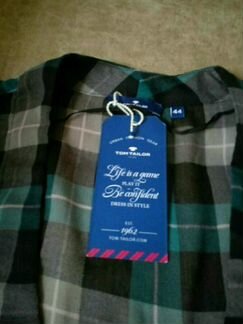 44
TOM TAILOR
Life is a game
PLAY IT
Be confident
DRESS IN STYLE
EST.
1962
TOM-TAILOR.COM